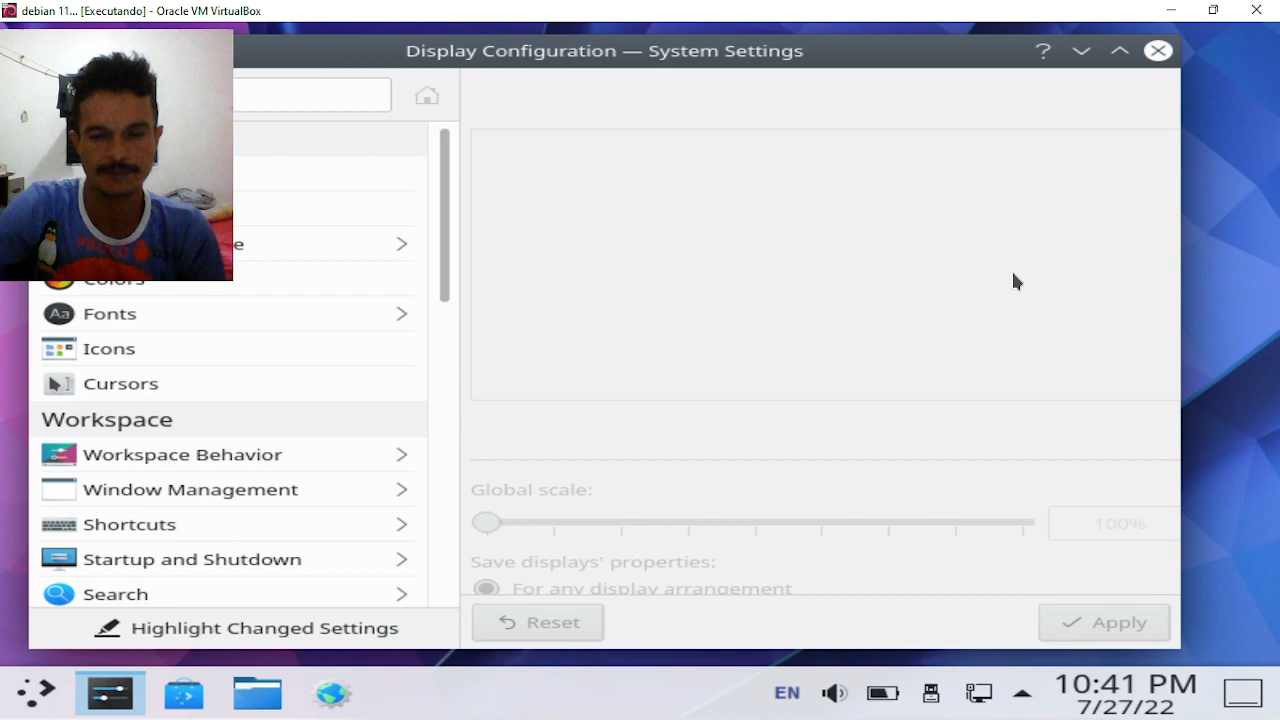 debian 11... [Executando] - Oracle VM VirtualBox
Display Configuration — System Settings
?
e
Colors
Aa Fonts
Icons
Cursors
Workspace
Workspace Behavior
Window Management
Shortcuts
Startup and Shutdown
Search
Highlight Changed Settings
Global scale:
100%
Save displays' properties:
For any display arrangement
Reset
Apply
EN
10:41 PM
7/27/22